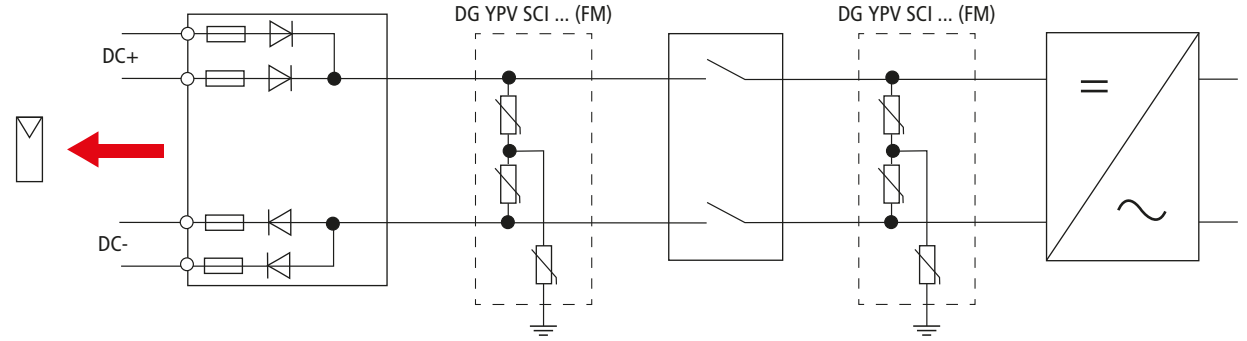 DG YPV SCI ... (FM)
DG YPV SCI ... (FM)
DC+
DC-